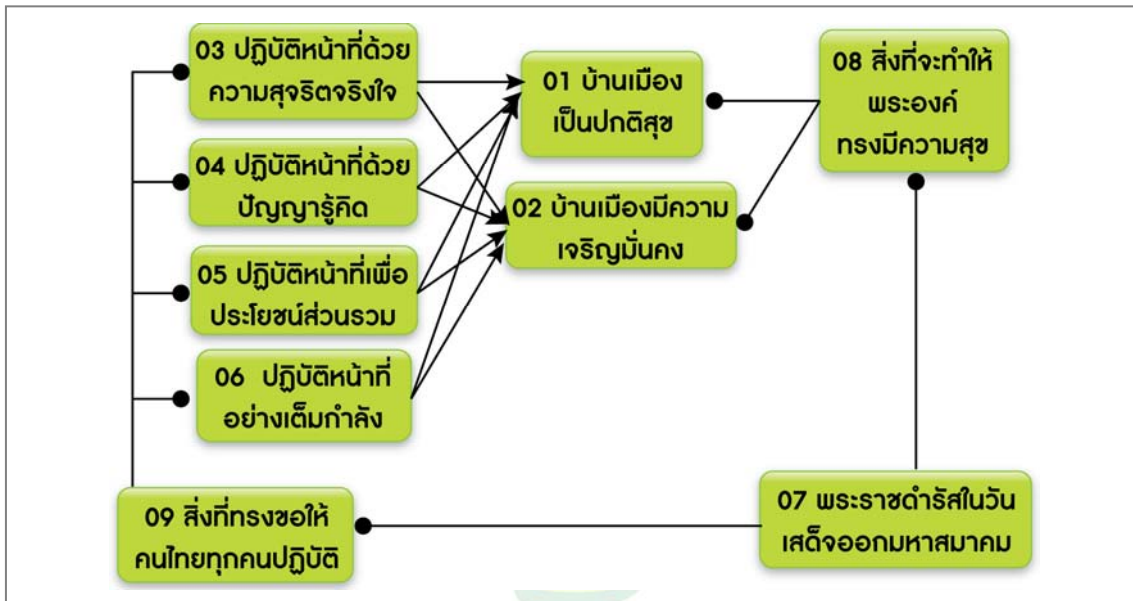 03 ปฏิบัติหน้าที่ด้วย
ความสุจริตจริงใจ
04 ปฏิบัติหน้าที่ด้วย
ปัญญารู้คิด
05 ปฏิบัติหน้าที่เพื่อ
ประโยชน์ส่วนรวม
06 ปฏิบัติหน้าที่
อย่างเต็มกำลัง
01 บ้านเมือง
เป็นปกติสุข
02 บ้านเมืองมีความ
เจริญมั่นคง
08 สิ่งที่จะทำให้
พระองค์
ทรงมีความสุข
09 สิ่งที่ทรงขอให้
คนไทยทุกคนปฏิบัติ
07 พระราชดำรัสในวัน
เสด็จออกมหาสมาคม